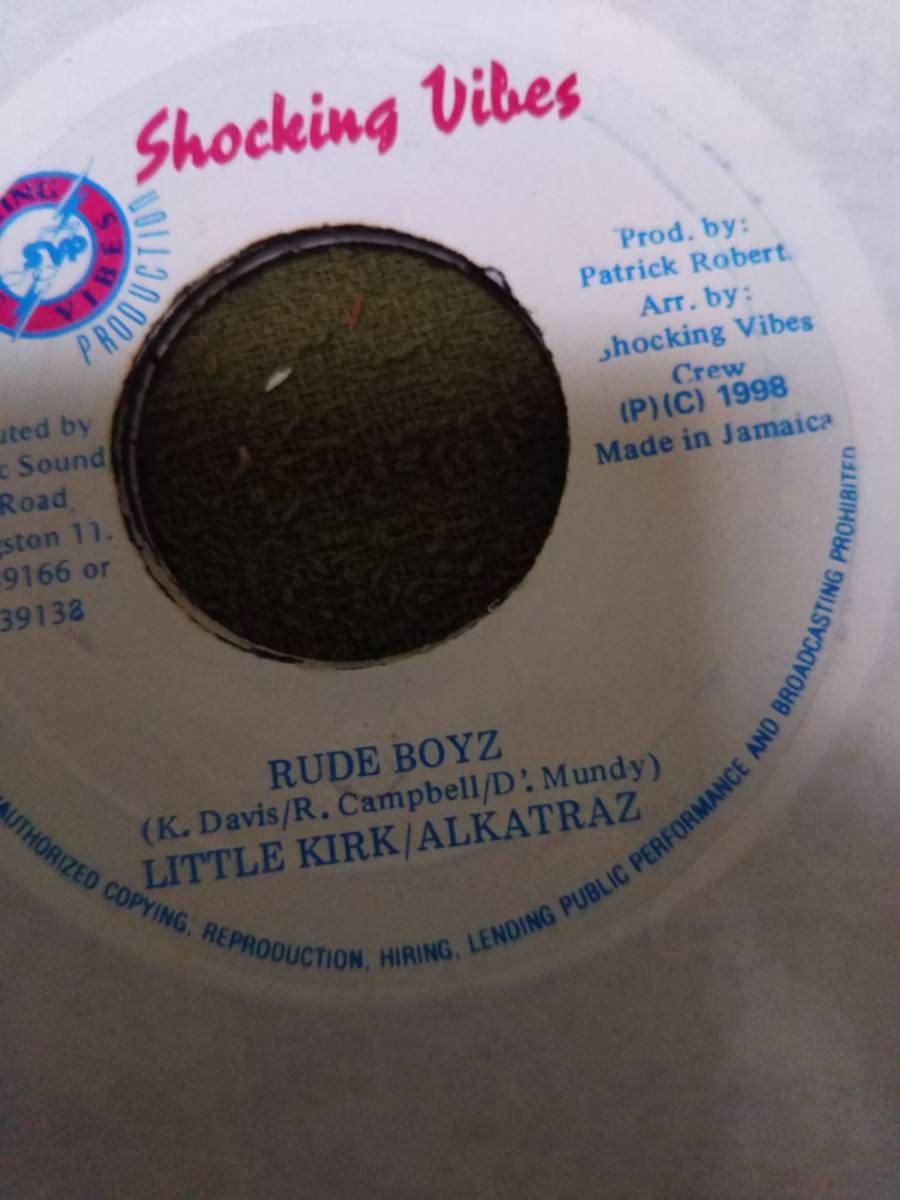 Shocking Vibes
VIBES
SVP
PRODUCTION
Prod. by:
Patrick Robert
Arr. by:
Shocking Vibes
Crew
(P)(C) 1998
Made in Jamaica
by
Sound
Road,
11.
9166 or
39138
RUDE BOYZ
(K. Davis/R. Campbell/D'. Mundy)
LITTLE KIRK/ALKATRAZ
AUTHORIZED COPYING, REPRODUCTION, HIRING, LENDING PUBLIC PERFORMANCE AND BROADCASTING PROHIBITED